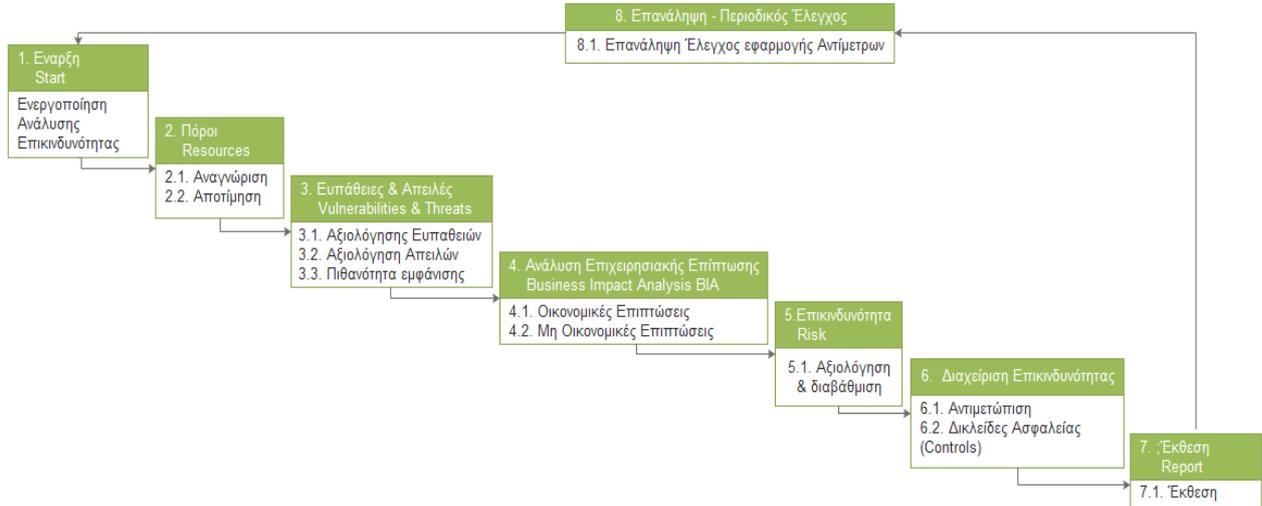 8. Επανάληψη - Περιοδικός Έλεγχος
8.1. Επανάληψη Έλεγχος εφαρμογής Αντίμετρων
1. Εναρξη
Start
Ενεργοποίηση
Ανάλυσης
Επικινδυνότητας
2. Πόροι
Resources
2.1. Αναγνώριση
2.2. Αποτίμηση
3. Ευπάθειες & Απειλές
Vulnerabilities & Threats
3.1. Αξιολόγησης Ευπαθειών
3.2. Αξιολόγηση Απειλών
3.3. Πιθανότητα εμφάνισης
4. Ανάλυση Επιχειρησιακής Επίπτωσης
Business Impact Analysis BIA
4.1. Οικονομικές Επιπτώσεις
4.2. Μη Οικονομικές Επιπτώσεις
5.Επικινδυνότητα
Risk
5.1. Αξιολόγηση
& διαβάθμιση
6. Διαχείριση Επικινδυνότητας
6.1. Αντιμετώπιση
6.2. Δικλείδες Ασφαλείας
(Controls)
7. ;Έκθεση
Report
7.1. Έκθεση